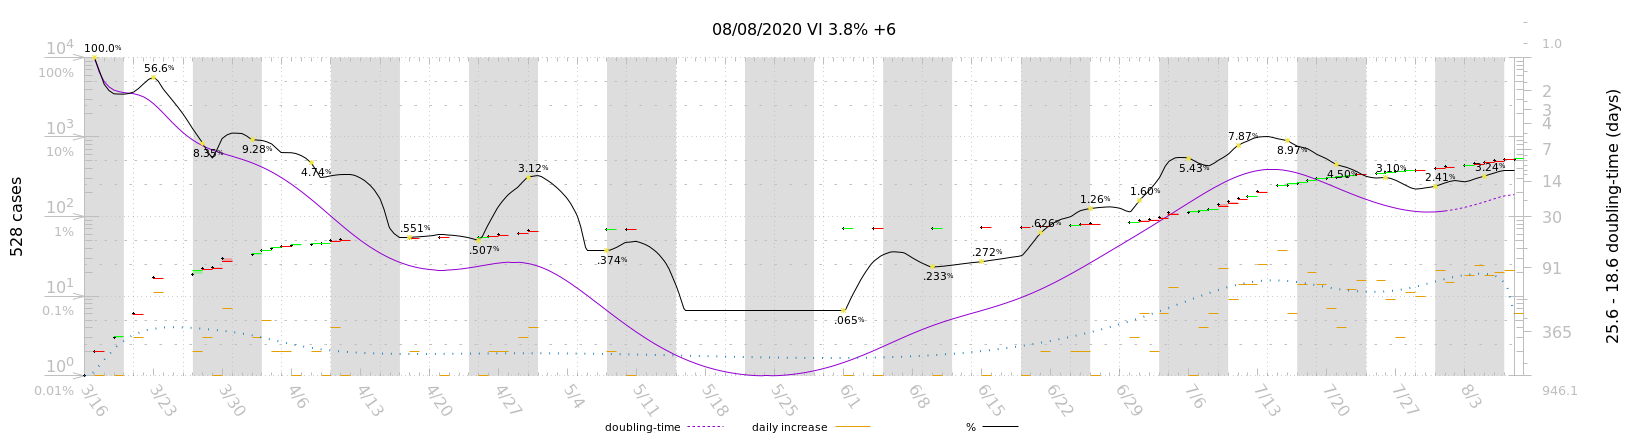 08/08/2020 VI 3.8% +6
10⁴ 100.0% 1.0
100% 56.6%
2
3
10³ 7.87% 4
10% 8.35% 9.28% 8.97% 7
4.74% 3.12% 5.43% 4.50% 3.10% 2.41% 3.24% 14
10² 1.26% 1.60% 30
1% .551% .626%
.507% .374% .272% .233% 91
10¹
0.1% .065% 365
10⁰
0.01% 946.1
528 cases
25.6 - 18.6 doubling-time (days)
3/16 3/23 3/30 4/6 4/13 4/20 4/27 5/4 5/11 5/18 5/25 6/1 6/8 6/15 6/22 6/29 7/6 7/13 7/20 7/27 8/3
doubling-time daily increase %